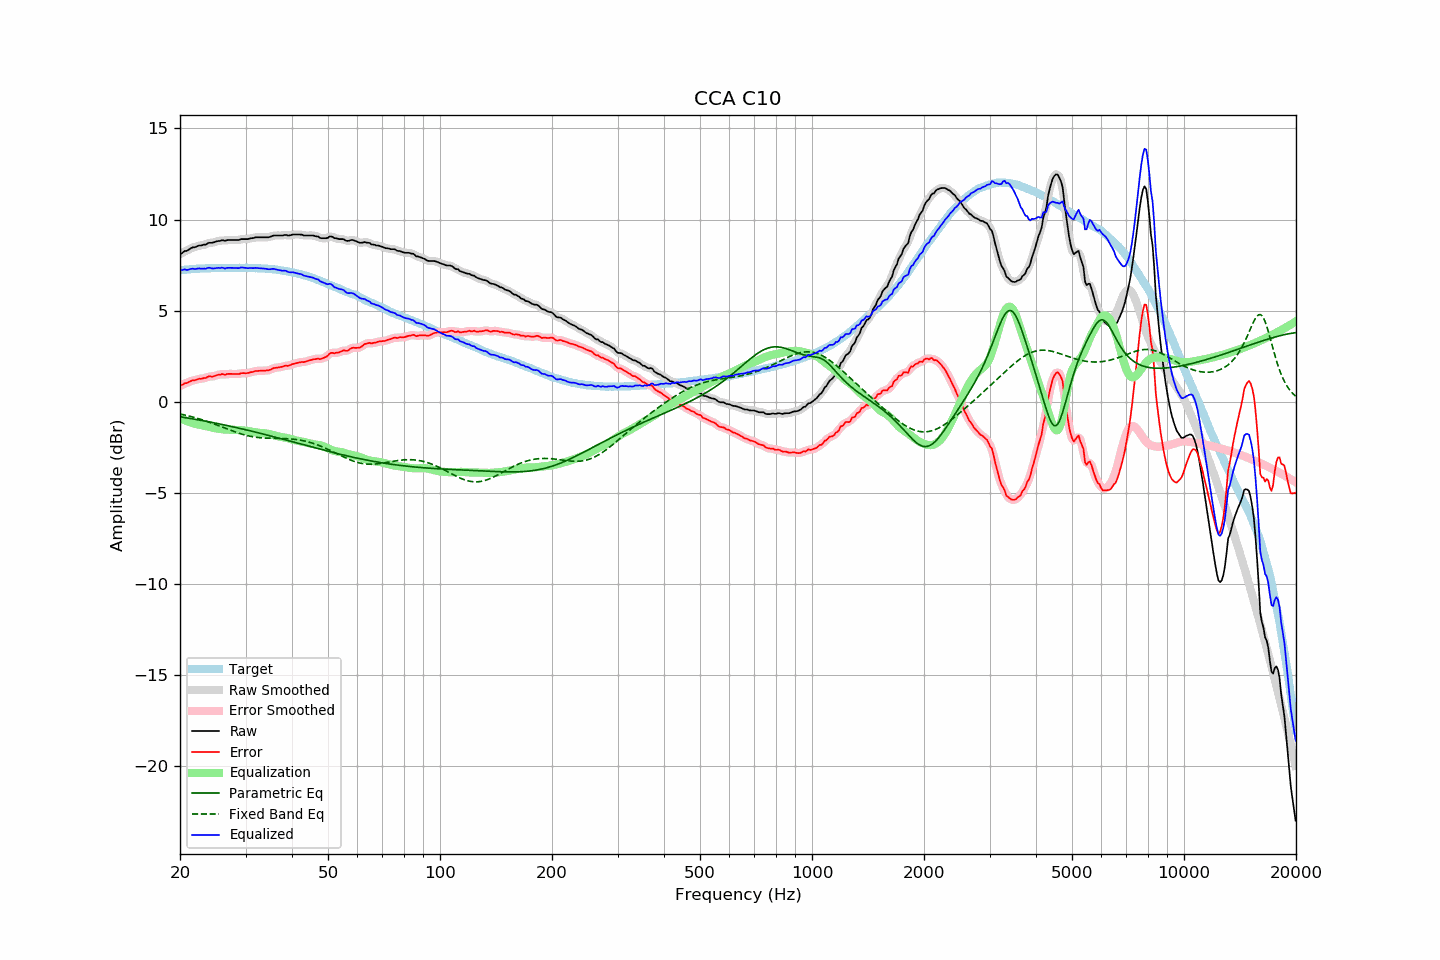 CCA C10
15
10
5
0
−5
−10
−15
−20
Amplitude (dBr)
Target
Raw Smoothed
Error Smoothed
Raw
Error
Equalization
Parametric Eq
Fixed Band Eq
Equalized
20 50 100 200 500 1000 2000 5000 10000 20000
Frequency (Hz)